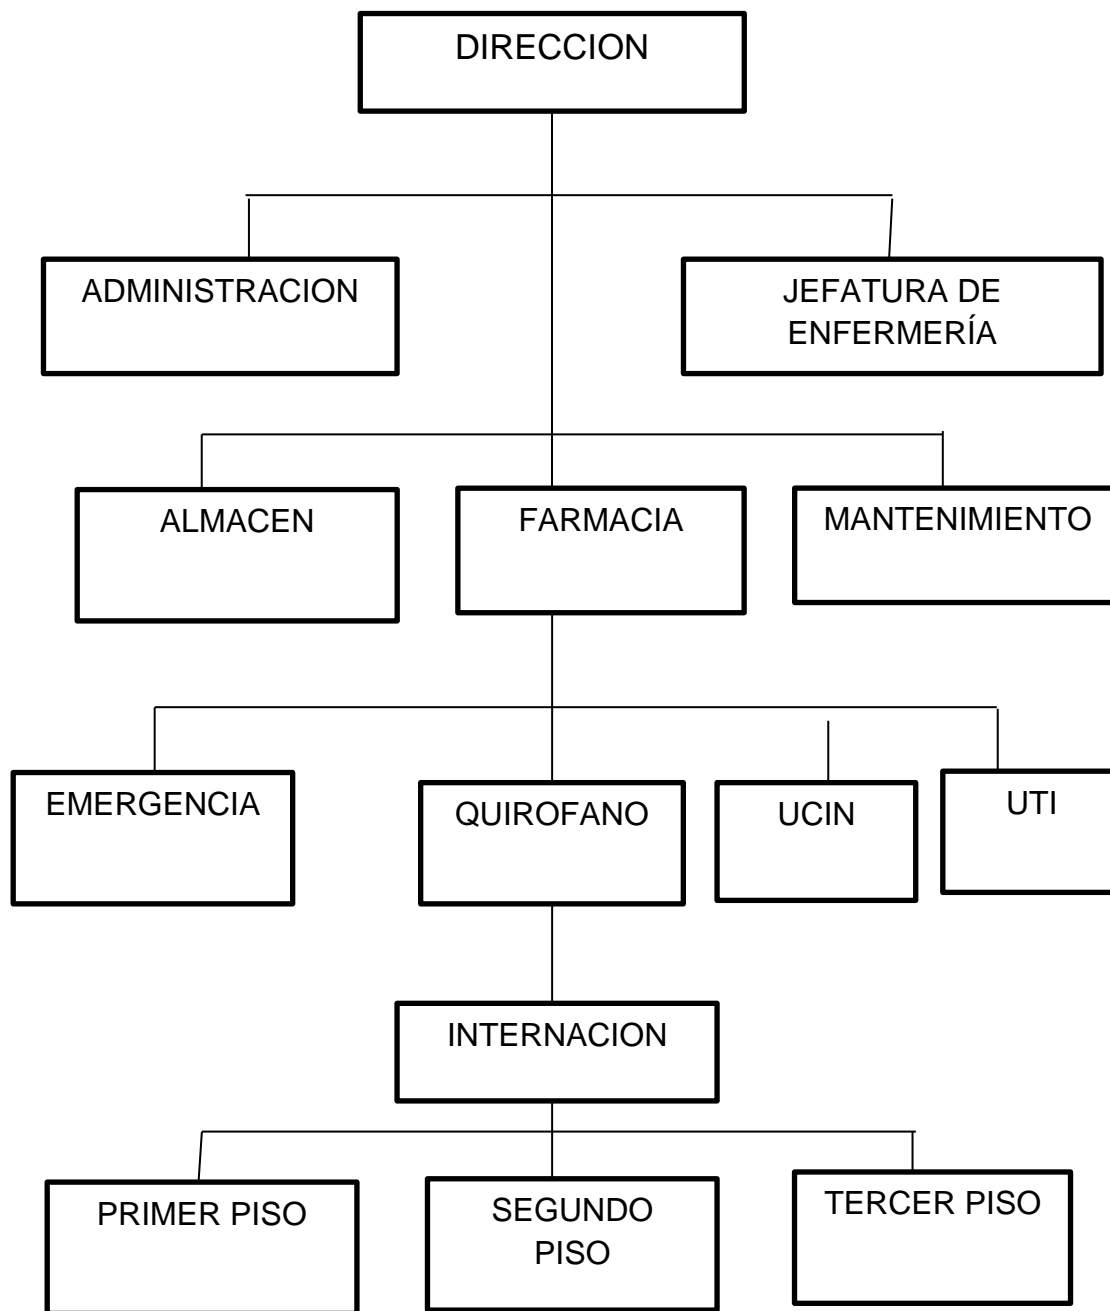 DIRECCION
ADMINISTRACION
JEFATURA DE
ENFERMERÍA
ALMACEN
FARMACIA
MANTENIMIENTO
EMERGENCIA
QUIROFANO
UCIN
UTI
INTERNACION
PRIMER PISO
SEGUNDO
PISO
TERCER PISO